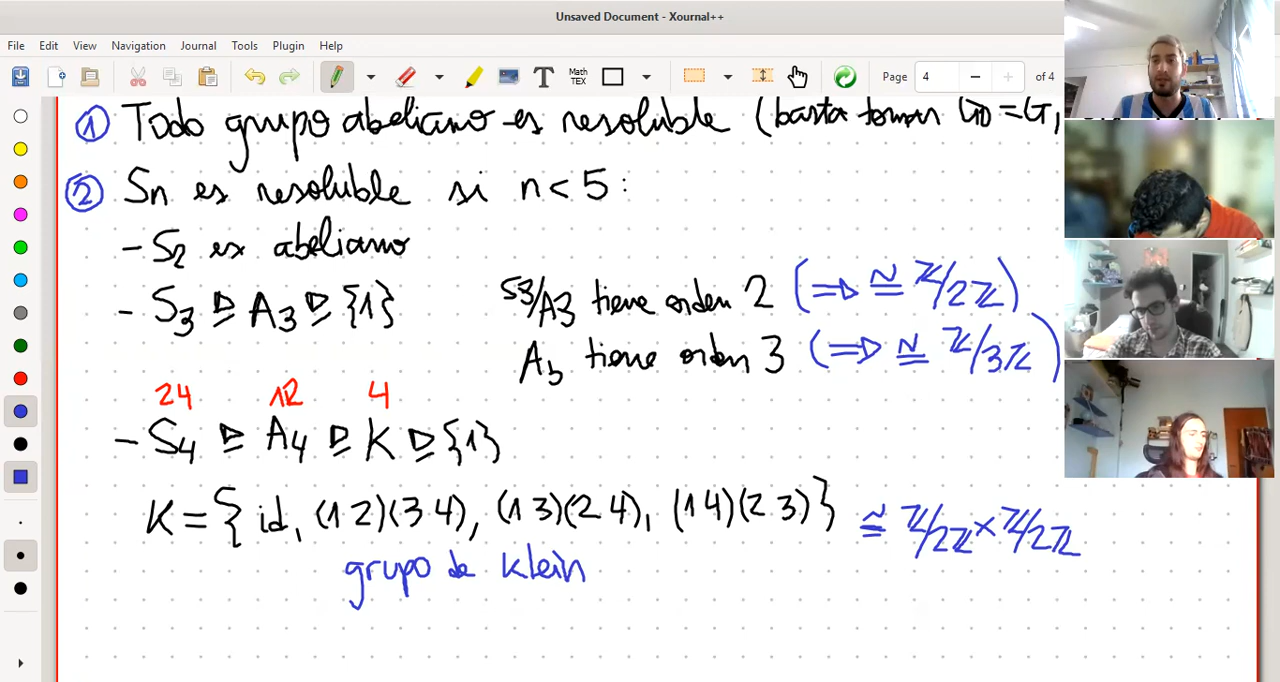 Unsaved Document - Xournal++
File Edit View Navigation Journal Tools Plugin Help
Math TEX Page 4 of 4
① Todo grupo abeliano es resoluble (basta tomar G0 = G,
② Sn es resoluble si n < 5 :
- S2 es abeliano
- S3 ⊵ A3 ⊵ {1} S3/A3 tiene orden 2 (⇒ ≅ ℤ/2ℤ)
A3 tiene orden 3 (⇒ ≅ ℤ/3ℤ)
24 12 4
- S4 ⊵ A4 ⊵ K ⊵ {1}
K = { id, (1 2)(3 4), (1 3)(2 4), (1 4)(2 3) } ≅ ℤ/2ℤ × ℤ/2ℤ
grupo de Klein